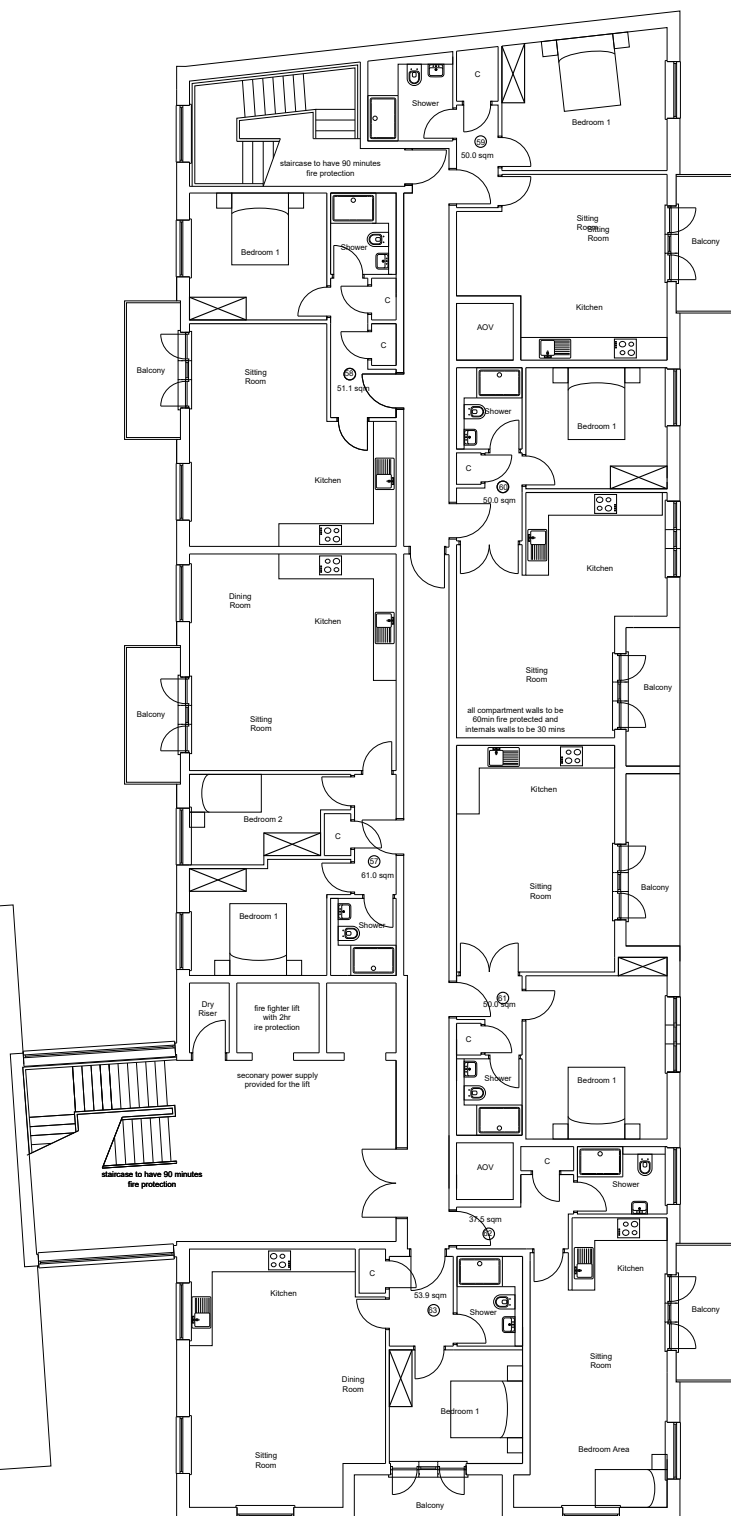 C
Shower
Bedroom 1
59
50.0 sqm
staircase to have 90 minutes
fire protection
Sitting
Room
Sitting
Room
Balcony
Bedroom 1
Shower
C
Kitchen
AOV
C
Balcony
Sitting
Room
58
51.1 sqm
Shower
Bedroom 1
C
60
50.0 sqm
Kitchen
Kitchen
Dining
Room
Kitchen
Sitting
Room
Balcony
Balcony
Sitting
Room
all compartment walls to be
60min fire protected and
internals walls to be 30 mins
Kitchen
Bedroom 2
C
57
61.0 sqm
Sitting
Room
Balcony
Bedroom 1
Shower
Dry
Riser
fire fighter lift
with 2hr
ire protection
61
50.0 sqm
C
seconary power supply
provided for the lift
Shower
Bedroom 1
staircase to have 90 minutes
fire protection
AOV
C
Shower
37.5 sqm
62
C
Kitchen
53.9 sqm
63
Shower
Kitchen
Balcony
Sitting
Room
Dining
Room
Bedroom 1
Sitting
Room
Bedroom Area
Balcony